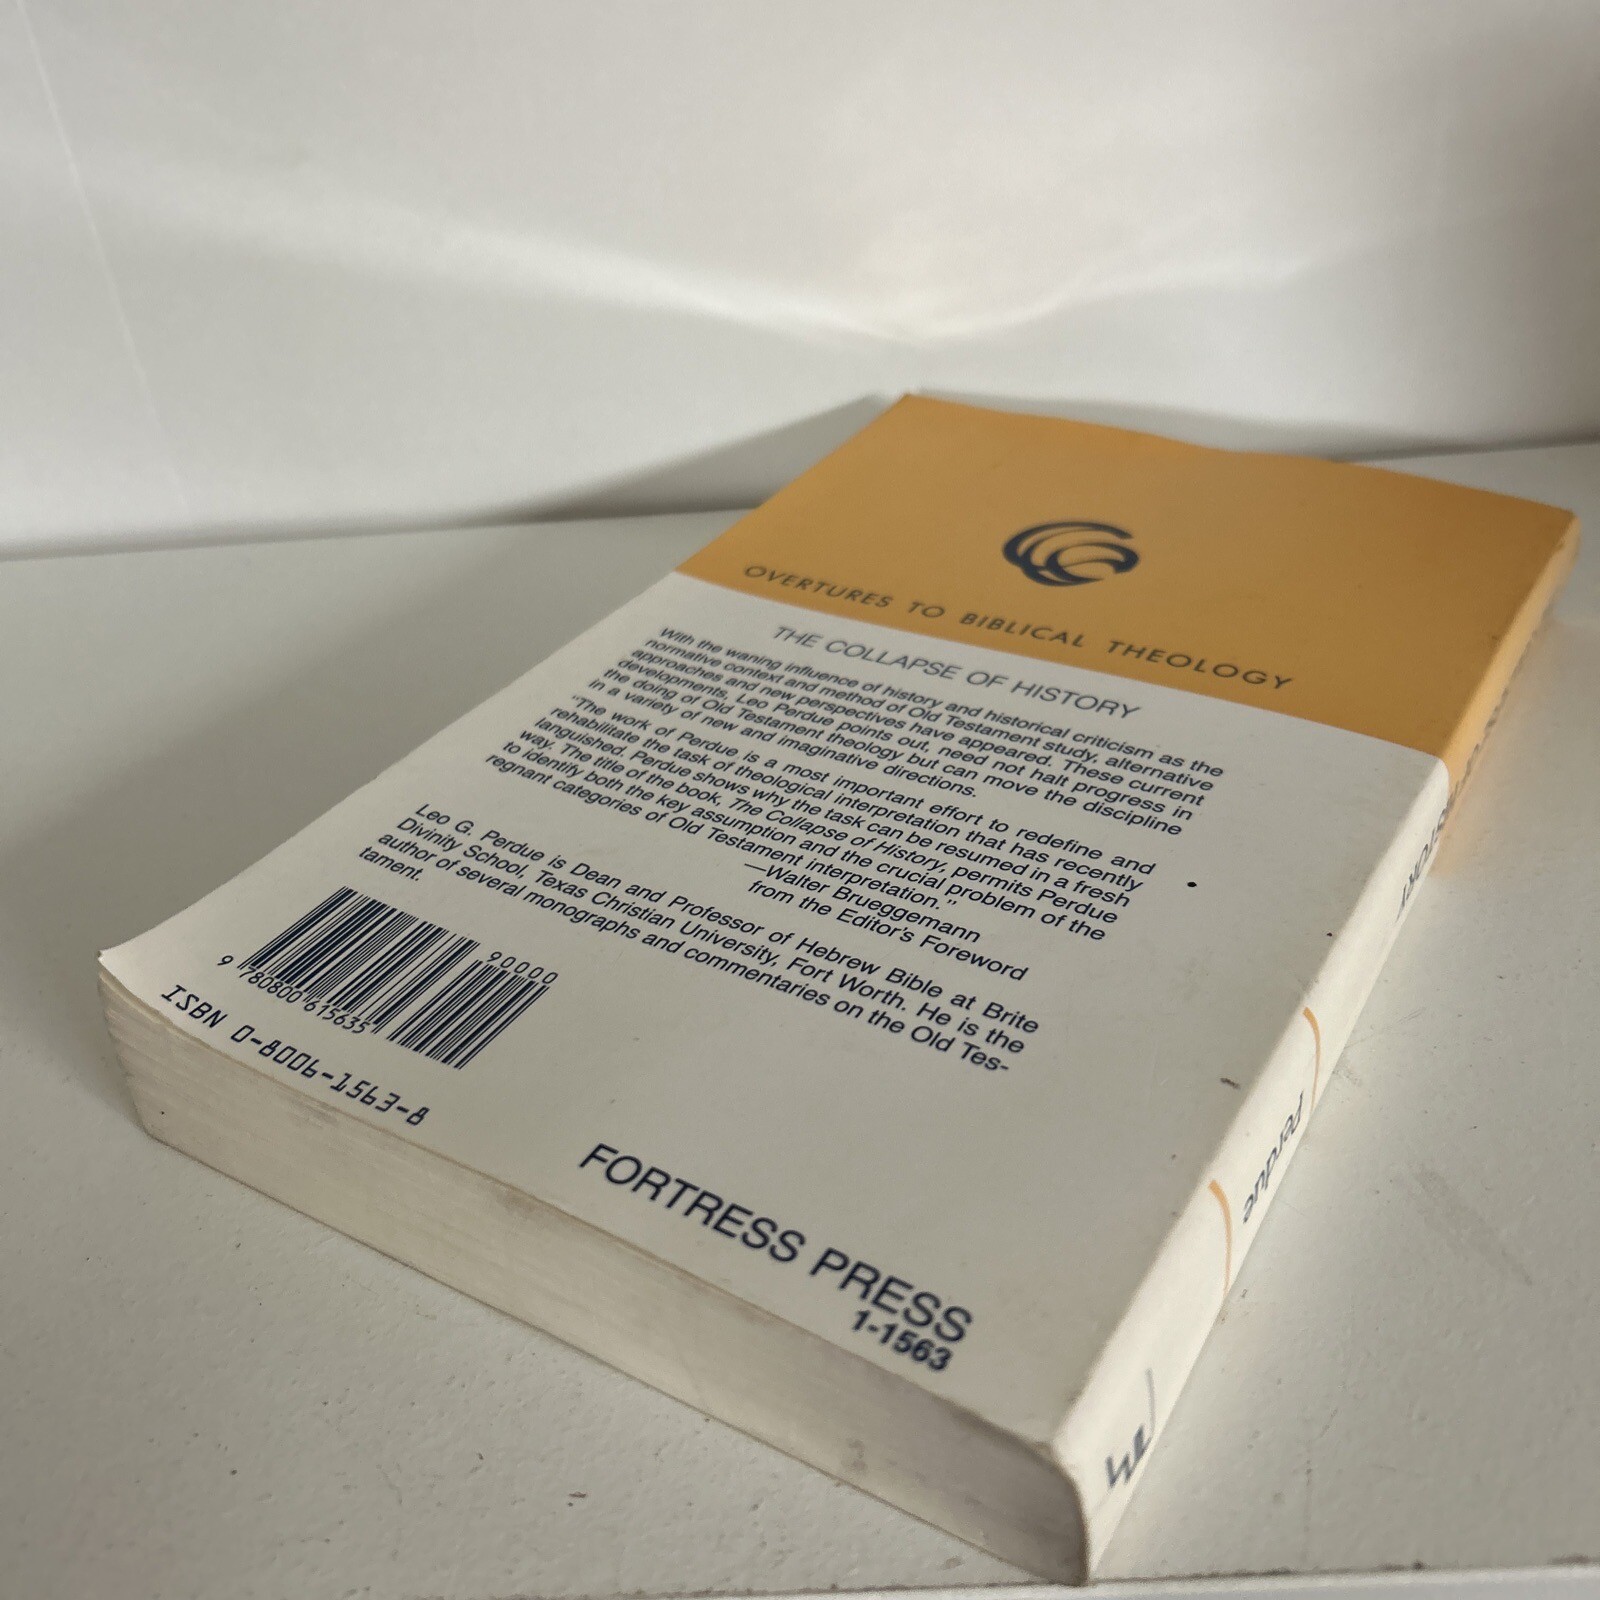 OVERTURES TO BIBLICAL THEOLOGY
THE COLLAPSE OF HISTORY
With the waning influence of history and historical criticism as the
normative context and method of Old Testament study, alternative
approaches and new perspectives have appeared. These current
developments, Leo Perdue points out, need not halt progress in
the doing of Old Testament theology but can move the discipline
in a variety of new and imaginative directions.
"The work of Perdue is a most important effort to redefine and
rehabilitate the task of theological interpretation that has recently
languished. Perdue shows why the task can be resumed in a fresh
way. The title of the book, The Collapse of History, permits Perdue
to identify both the key assumption and the crucial problem of the
regnant categories of Old Testament interpretation."
—Walter Brueggemann
from the Editor's Foreword
Leo G. Perdue is Dean and Professor of Hebrew Bible at Brite
Divinity School, Texas Christian University, Fort Worth. He is the
author of several monographs and commentaries on the Old Tes-
tament.
90000
9 780800 615635
ISBN 0-8006-1563-8
FORTRESS PRESS
1-1563
Perdue